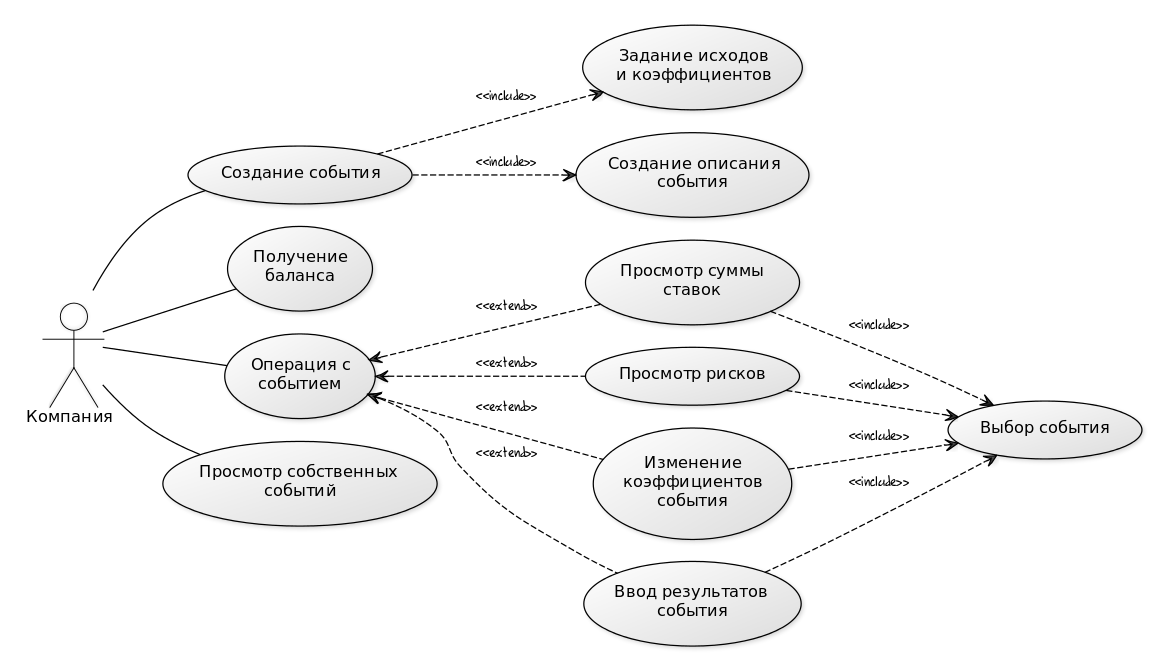 Задание исходов
и коэффициентов
<<include>>
Создание события
<<include>>
Создание описания
события
Получение
баланса
Просмотр суммы
ставок
<<extend>>
<<include>>
Компания
Операция с
событием
<<extend>>
Просмотр рисков
<<include>>
<<extend>>
Изменение
коэффициентов
события
<<include>>
Выбор события
<<extend>>
<<include>>
Просмотр собственных
событий
Ввод результатов
события